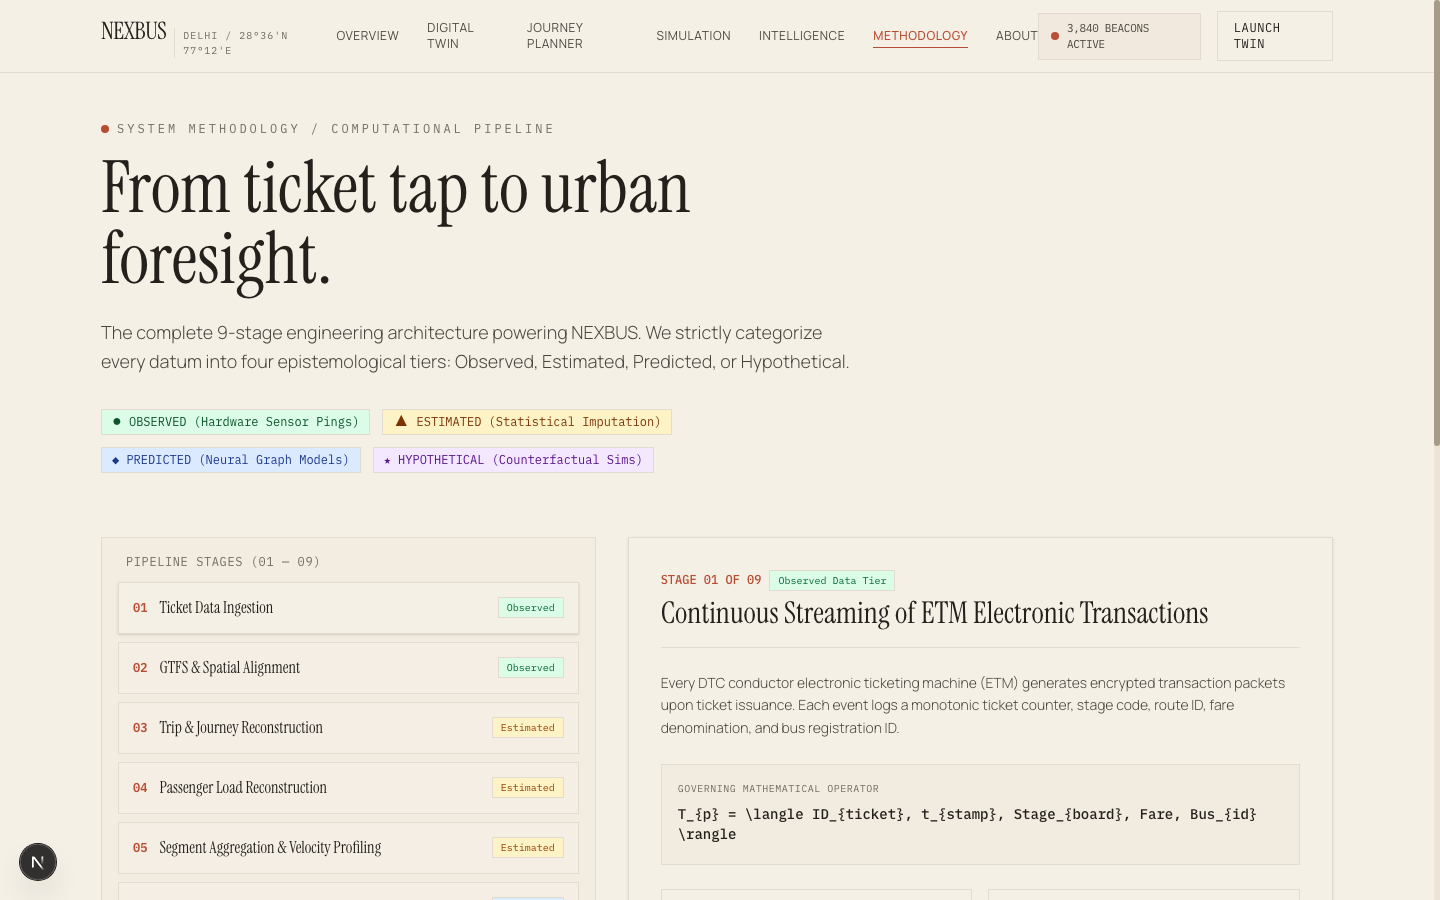 NEXBUS
DELHI / 28°36'N
77°12'E
OVERVIEW
DIGITAL
TWIN
JOURNEY
PLANNER
SIMULATION
INTELLIGENCE
METHODOLOGY
ABOUT
3,840 BEACONS
ACTIVE
LAUNCH
TWIN
SYSTEM METHODOLOGY / COMPUTATIONAL PIPELINE
From ticket tap to urban
foresight.
The complete 9-stage engineering architecture powering NEXBUS. We strictly categorize
every datum into four epistemological tiers: Observed, Estimated, Predicted, or Hypothetical.
● OBSERVED (Hardware Sensor Pings)
▲ ESTIMATED (Statistical Imputation)
◆ PREDICTED (Neural Graph Models)
★ HYPOTHETICAL (Counterfactual Sims)
PIPELINE STAGES (01 — 09)
01 Ticket Data Ingestion Observed
02 GTFS & Spatial Alignment Observed
03 Trip & Journey Reconstruction Estimated
04 Passenger Load Reconstruction Estimated
05 Segment Aggregation & Velocity Profiling Estimated
STAGE 01 OF 09 Observed Data Tier
Continuous Streaming of ETM Electronic Transactions
Every DTC conductor electronic ticketing machine (ETM) generates encrypted transaction packets
upon ticket issuance. Each event logs a monotonic ticket counter, stage code, route ID, fare
denomination, and bus registration ID.
GOVERNING MATHEMATICAL OPERATOR
T_{p} = \langle ID_{ticket}, t_{stamp}, Stage_{board}, Fare, Bus_{id}
\rangle
N